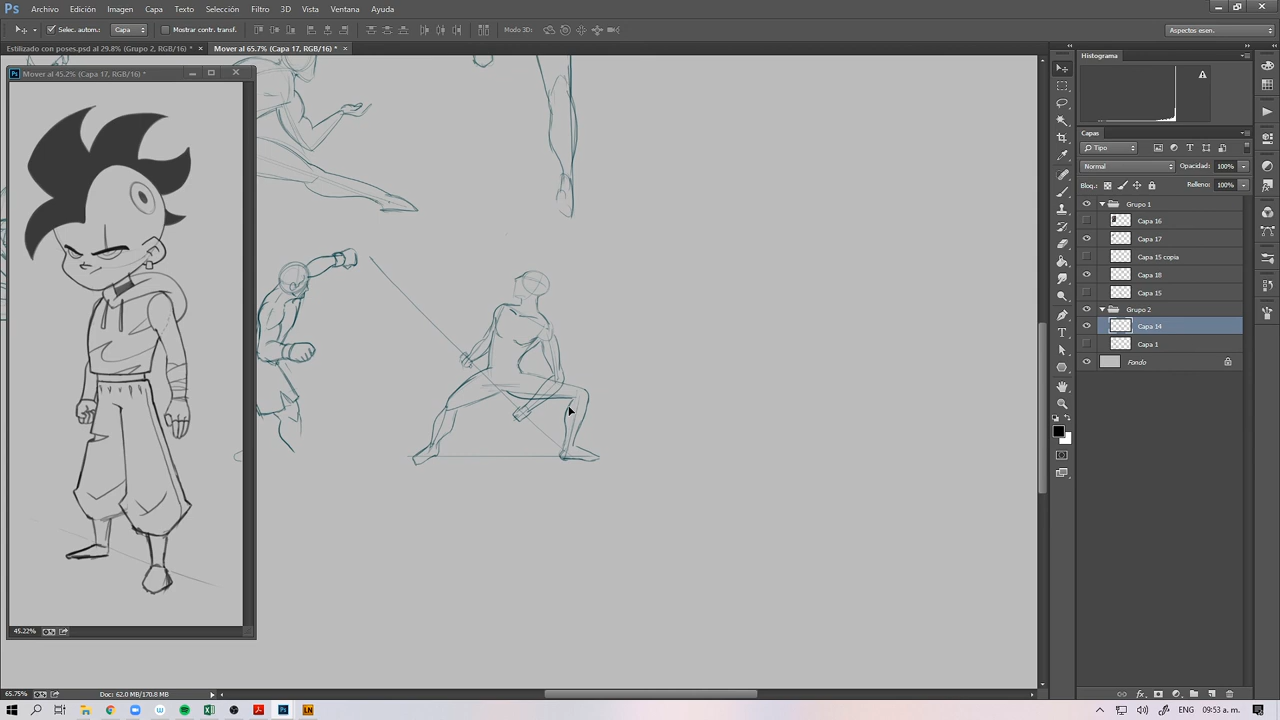 Ps Archivo Edición Imagen Capa Texto Selección Filtro 3D Vista Ventana Ayuda
Selec. autom.: Capa Mostrar contr. transf. Modo 3D: Aspectos esen.
Estilizado con poses.psd al 29.8% (Grupo 2, RGB/16) * × Mover al 65.7% (Capa 17, RGB/16) * ×
Histograma
Ps Mover al 45.2% (Capa 17, RGB/16) *
Capas
Tipo
Normal Opacidad: 100%
Bloq.: Relleno: 100%
Grupo 1
Capa 16
Capa 17
Capa 15 copia
Capa 18
Capa 15
Grupo 2
Capa 14
Capa 1
Fondo
45.22%
65.75% Doc: 62.0 MB/170.8 MB
ENG 09:53 a. m.